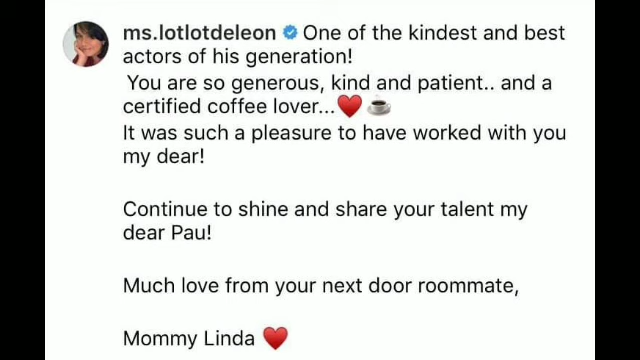 ms.lotlotdeleon One of the kindest and best
actors of his generation!
You are so generous, kind and patient.. and a
certified coffee lover...❤️☕
It was such a pleasure to have worked with you
my dear!
Continue to shine and share your talent my
dear Pau!
Much love from your next door roommate,
Mommy Linda ❤️